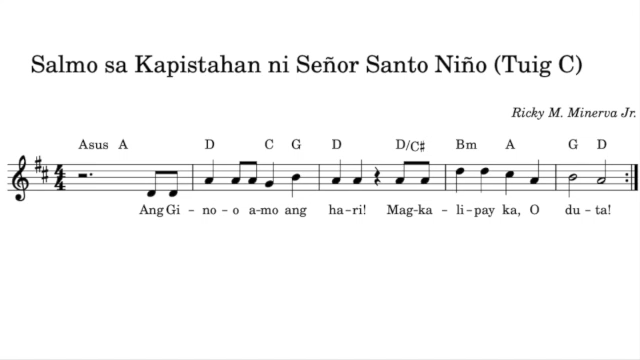 Salmo sa Kapistahan ni Señor Santo Niño (Tuig C)
Ricky M. Minerva Jr.
Asus A D C G D D/C♯ Bm A G D
Ang Gi - no - o a-mo ang ha-ri! Mag-ka - li-pay ka, O du-ta!